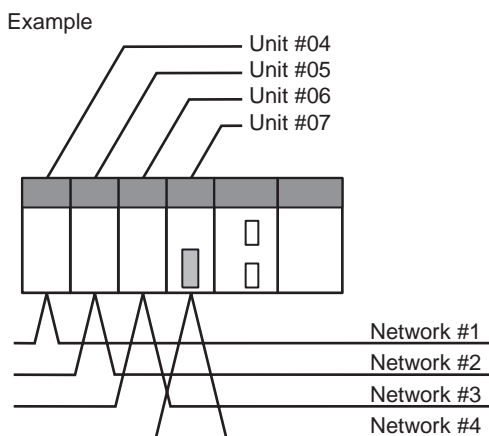 Example
Unit #04
Unit #05
Unit #06
Unit #07
Network #1
Network #2
Network #3
Network #4